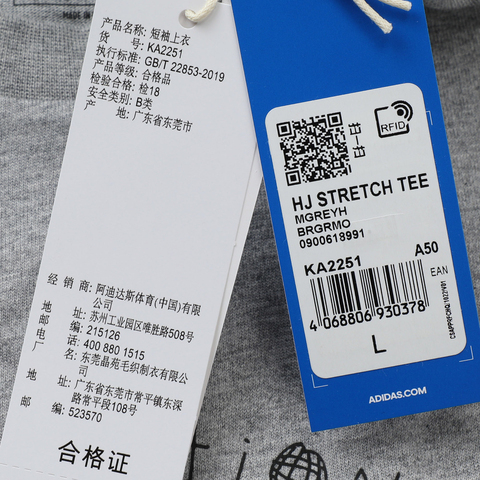 产品名称: 短袖上衣
货 号: KA2251
执行标准: GB/T 22853-2019
产品等级: 合格品
检验合格: 检18
安全类别: B类
产 地: 广东省东莞市
经 销 商: 阿迪达斯体育(中国)有限
公司
地 址: 苏州工业园区唯胜路508号
邮 编: 215126
电 话: 400 880 1515
厂 名: 东莞晶苑毛织制衣有限
公司
地 址: 广东省东莞市常平镇东深
路常平段108号
邮 编: 523570
合格证
RFID
扫一扫
HJ STRETCH TEE
MGREYH
BRGRMO
0900618991
KA2251 A50
EAN
4 068806 930378
L
ADIDAS.COM